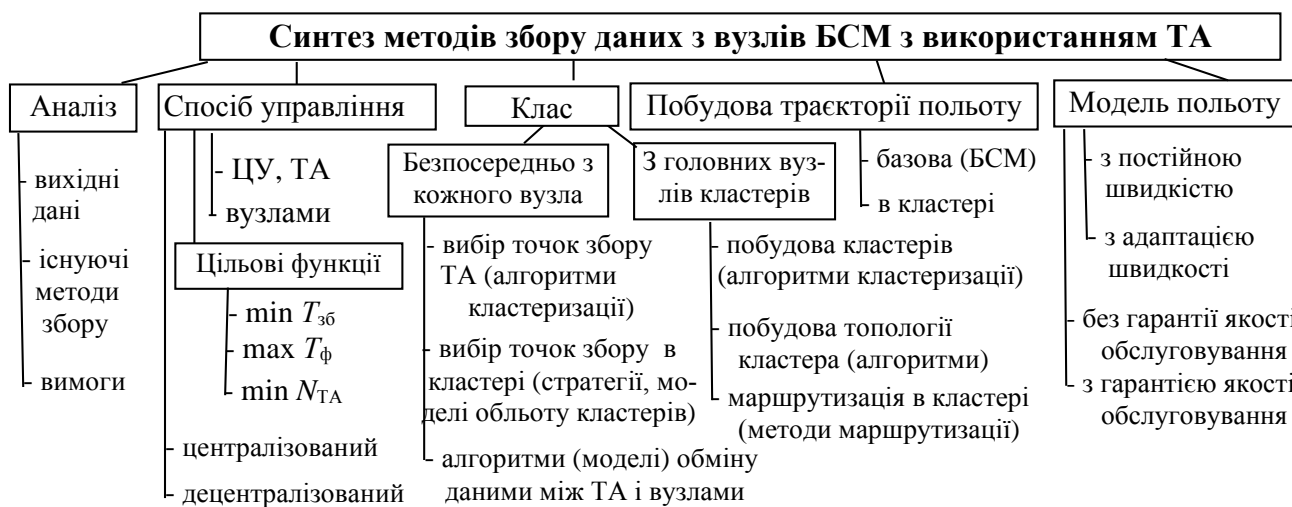 Синтез методів збору даних з вузлів БСМ з використанням ТА
Аналіз
- вихідні
дані
- існуючі
методи
збору
- вимоги
Спосіб управління
- ЦУ, ТА
- вузлами
Цільові функції
- min Tзб
- max Tф
- min NТА
- централізований
- децентралізований
Клас
Безпосередньо з
кожного вузла
- вибір точок збору
ТА (алгоритми
кластеризації)
- вибір точок збору в
кластері (стратегії, мо-
делі обльоту кластерів)
- алгоритми (моделі) обміну
даними між ТА і вузлами
З головних вуз-
лів кластерів
- побудова кластерів
(алгоритми кластеризації)
- побудова топології
кластера (алгоритми)
- маршрутизація в кластері
(методи маршрутизації)
Побудова траєкторії польоту
- базова (БСМ)
- в кластері
Модель польоту
- з постійною
швидкістю
- з адаптацією
швидкості
- без гарантії якості
обслуговування
- з гарантією якості
обслуговування